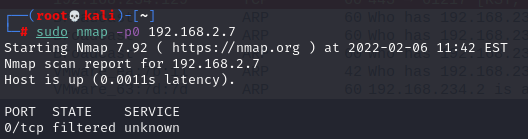 (root💀kali)-[~]
# sudo nmap -p0 192.168.2.7
Starting Nmap 7.92 ( https://nmap.org ) at 2022-02-06 11:42 EST
Nmap scan report for 192.168.2.7
Host is up (0.0011s latency).
PORT STATE SERVICE
0/tcp filtered unknown